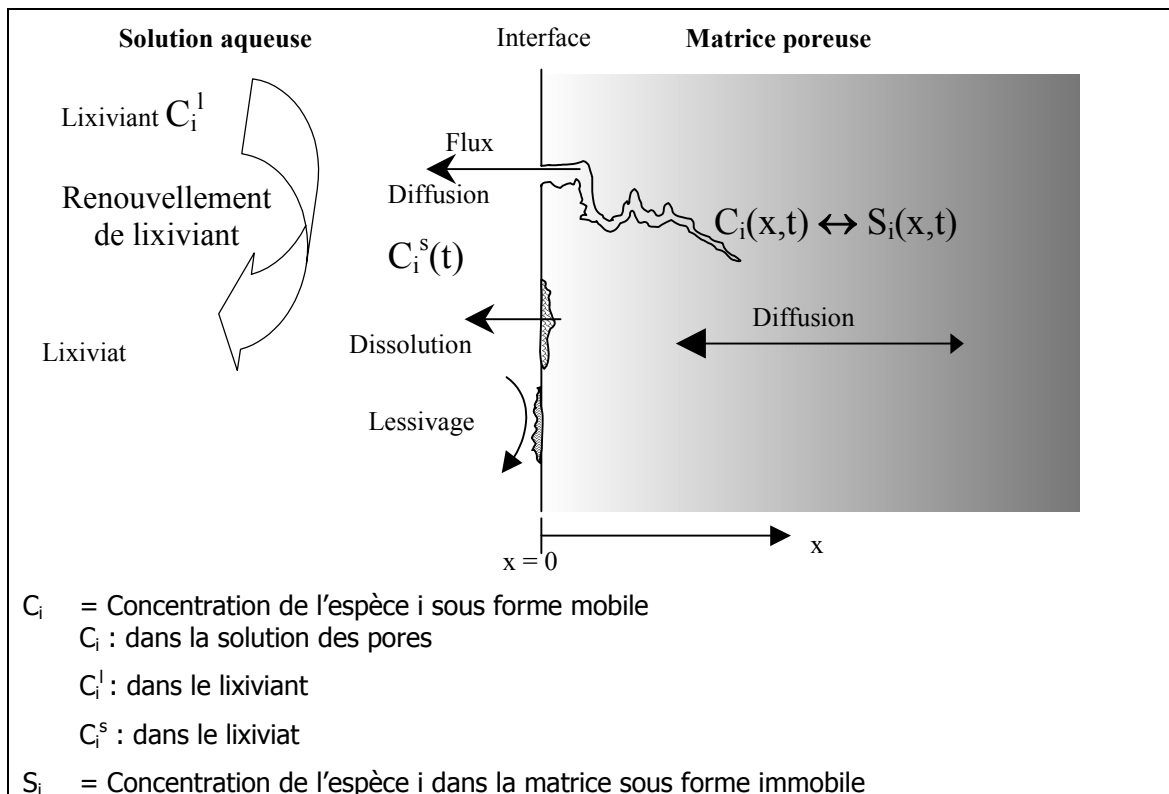 Solution aqueuse
Interface
Matrice poreuse
Lixiviant C_i^l
Flux
Diffusion
Renouvellement
de lixiviant
C_i(x,t) ↔ S_i(x,t)
C_i^s(t)
Diffusion
Dissolution
Lixiviat
Lessivage
x
x = 0
C_i = Concentration de l'espèce i sous forme mobile
C_i : dans la solution des pores
C_i^l : dans le lixiviant
C_i^s : dans le lixiviat
S_i = Concentration de l'espèce i dans la matrice sous forme immobile